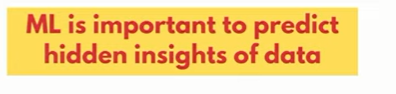 ML is important to predict
hidden insights of data